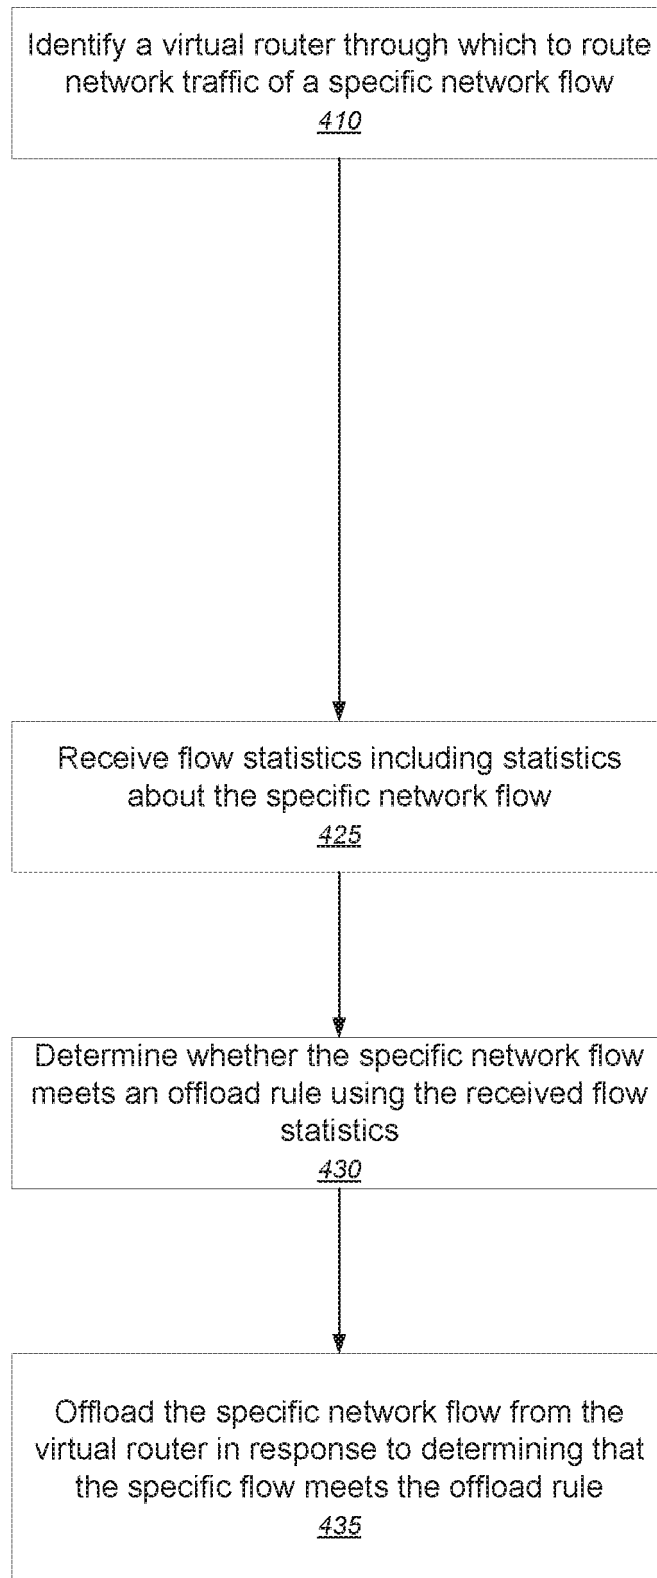 Identify a virtual router through which to route
network traffic of a specific network flow
410
Receive flow statistics including statistics
about the specific network flow
425
Determine whether the specific network flow
meets an offload rule using the received flow
statistics
430
Offload the specific network flow from the
virtual router in response to determining that
the specific flow meets the offload rule
435